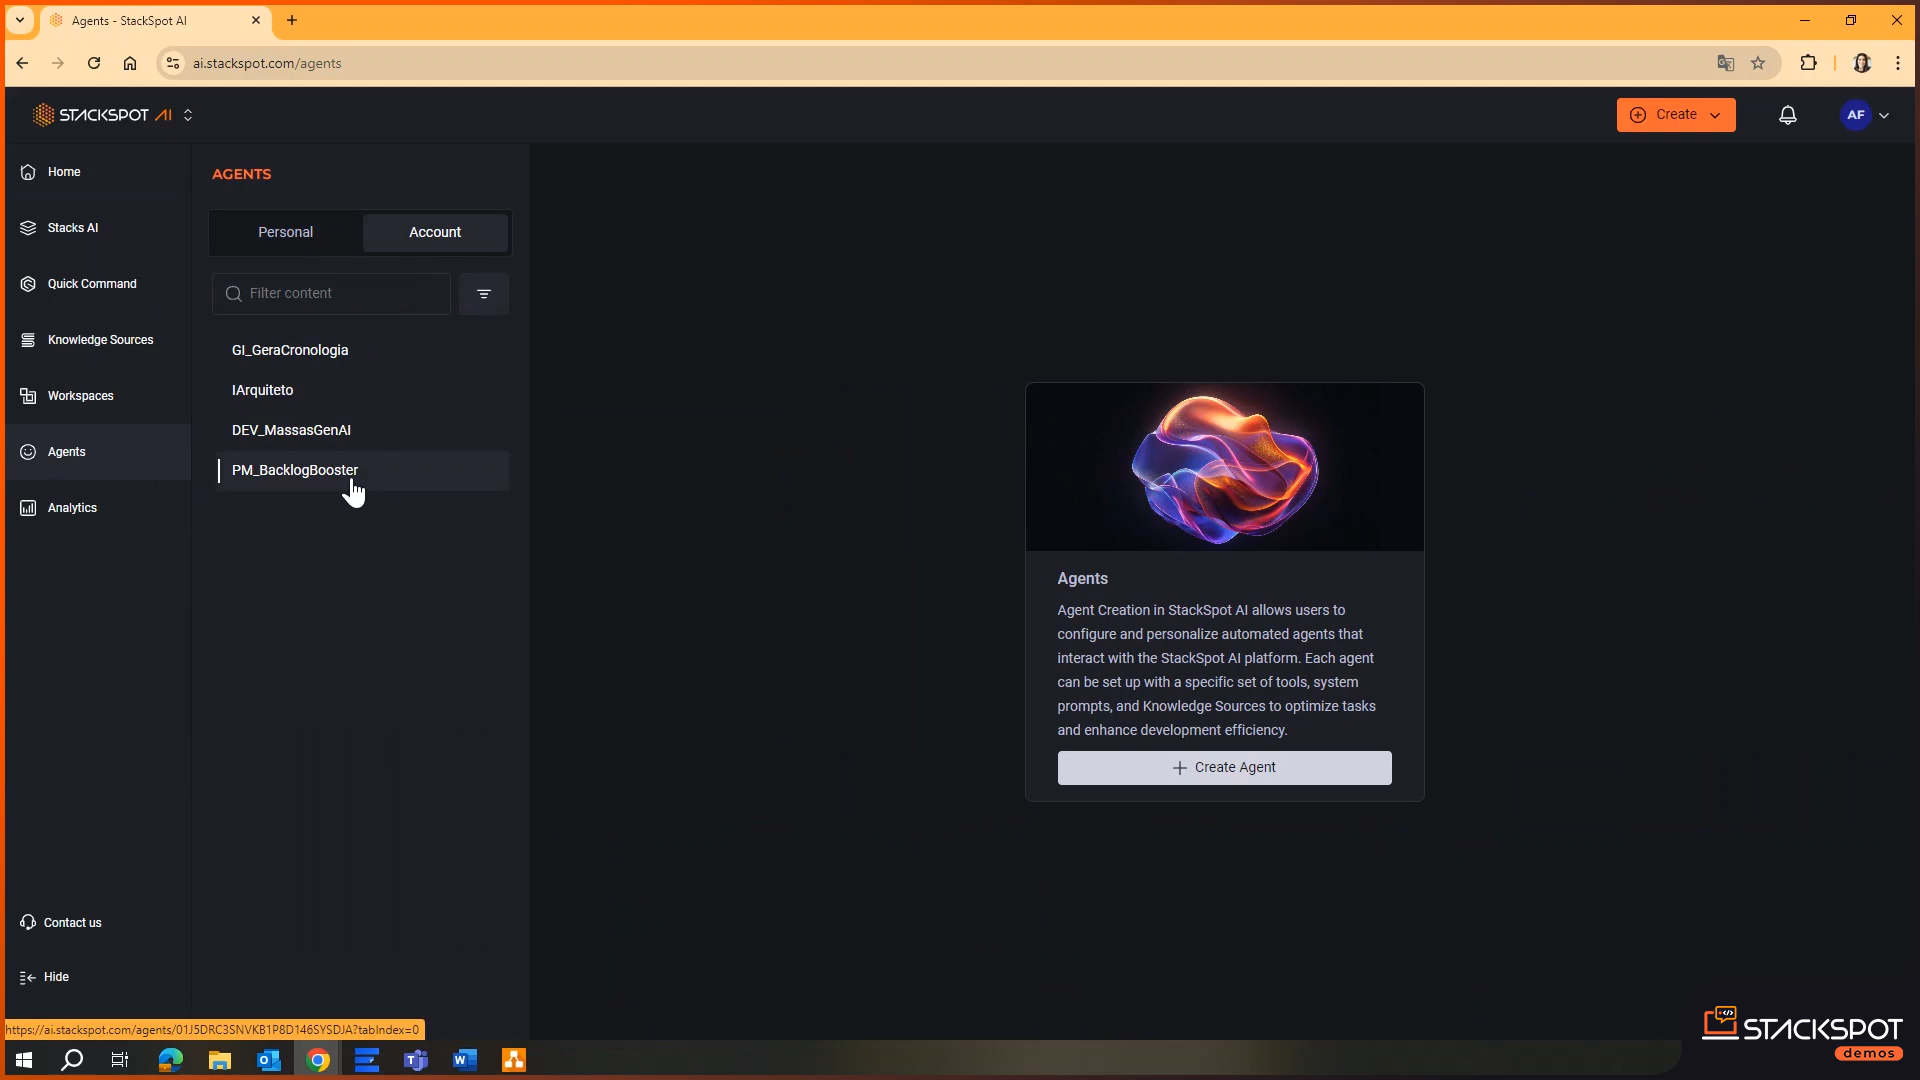 Agents - StackSpot AI
ai.stackspot.com/agents
STACKSPOT AI
Create
AF
Home
Stacks AI
Quick Command
Knowledge Sources
Workspaces
Agents
Analytics
Contact us
Hide
AGENTS
Personal
Account
Filter content
GI_GeraCronologia
IArquiteto
DEV_MassasGenAI
PM_BacklogBooster
Agents
Agent Creation in StackSpot AI allows users to
configure and personalize automated agents that
interact with the StackSpot AI platform. Each agent
can be set up with a specific set of tools, system
prompts, and Knowledge Sources to optimize tasks
and enhance development efficiency.
Create Agent
https://ai.stackspot.com/agents/01J5DRC3SNVKB1P8D146SYSDJA?tabIndex=0
STACKSPOT
demos